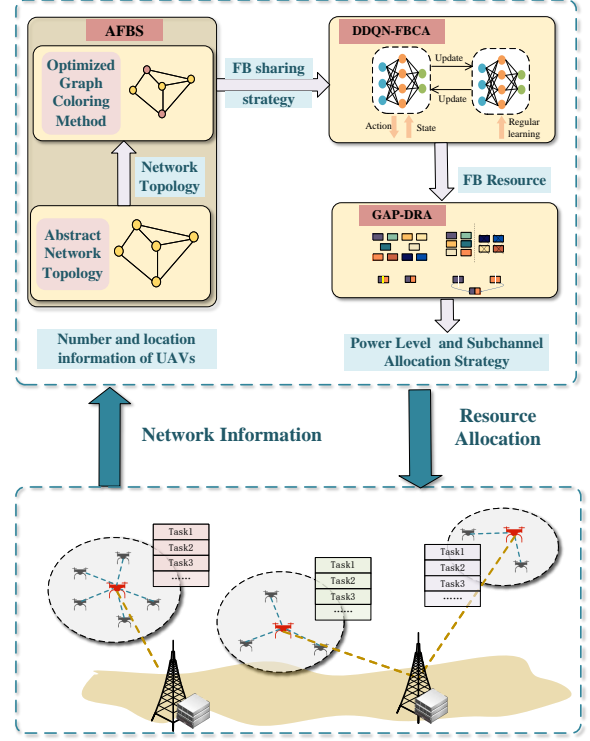 AFBS
Optimized
Graph
Coloring
Method
Network
Topology
Abstract
Network
Topology
Number and location
information of UAVs
FB sharing
strategy
DDQN-FBCA
Update
Update
Action
State
Regular
learning
FB Resource
GAP-DRA
Power Level and Subchannel
Allocation Strategy
Network Information
Resource
Allocation
Task1
Task2
Task3
......
Task1
Task2
Task3
......
Task1
Task2
Task3
......